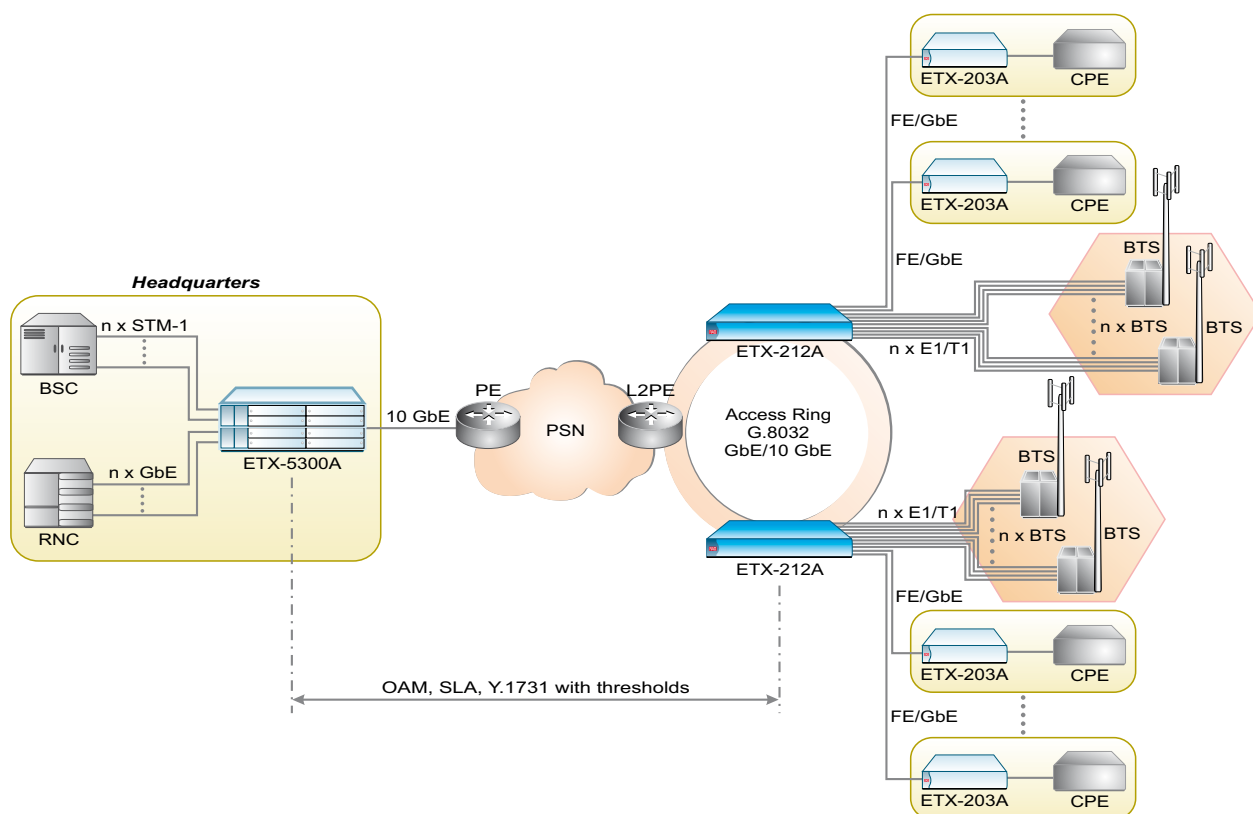 ETX-203A
CPE
FE/GbE
ETX-203A
CPE
FE/GbE
BTS
n x BTS
BTS
n x E1/T1
ETX-212A
Headquarters
n x STM-1
BSC
ETX-5300A
n x GbE
RNC
10 GbE
PE
PSN
L2PE
Access Ring
G.8032
GbE/10 GbE
BTS
n x BTS
BTS
n x E1/T1
ETX-212A
FE/GbE
ETX-203A
CPE
OAM, SLA, Y.1731 with thresholds
FE/GbE
ETX-203A
CPE